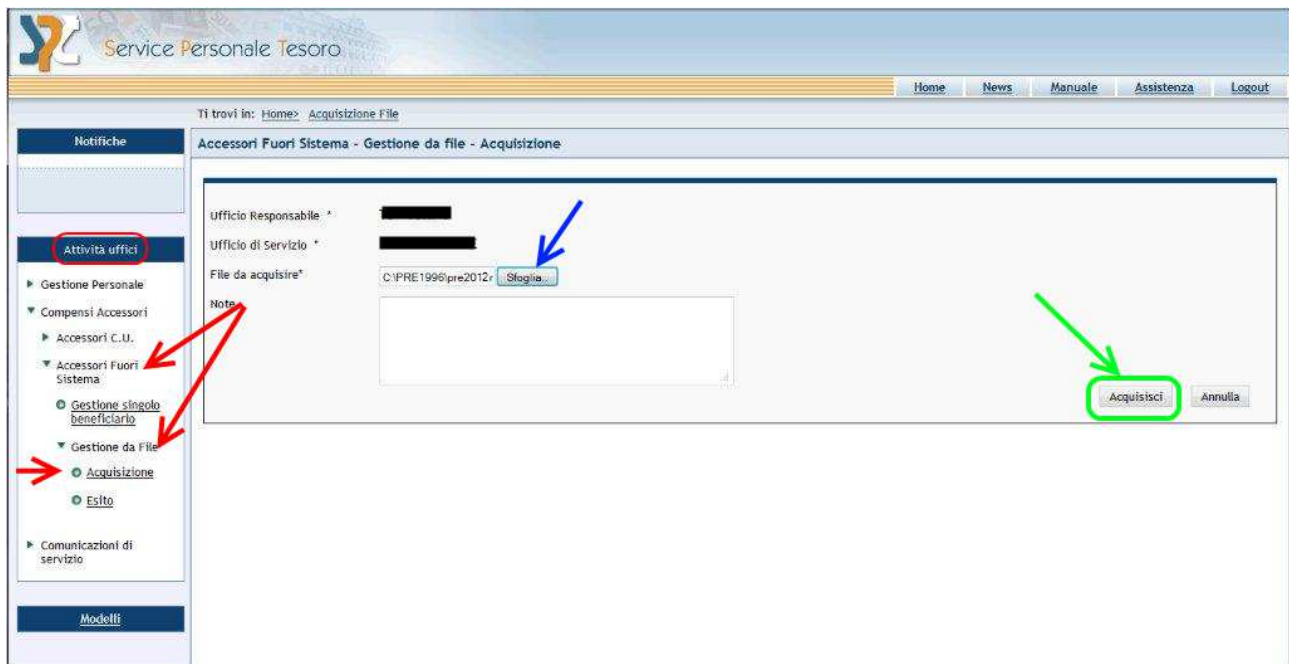 Service Personale Tesoro
Home News Manuale Assistenza Logout
Ti trovi in: Home> Acquisizione File
Notifiche
Accessori Fuori Sistema - Gestione da file - Acquisizione
Ufficio Responsabile *
Ufficio di Servizio *
File da acquisire* C:\PRE1996\pre2012r Sfoglia...
Note
Acquisisci Annulla
Attività uffici
Gestione Personale
Compensi Accessori
Accessori C.U.
Accessori Fuori
Sistema
Gestione singolo
beneficiario
Gestione da File
Acquisizione
Esito
Comunicazioni di
servizio
Modelli